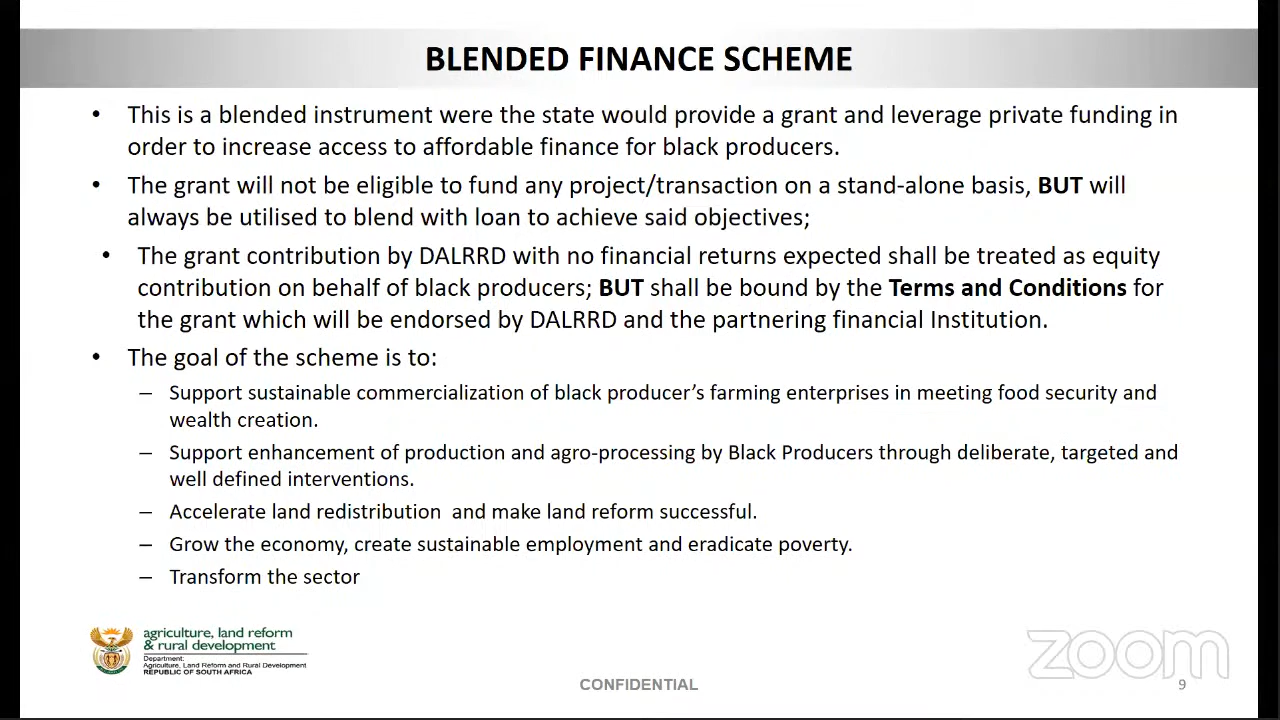 BLENDED FINANCE SCHEME
• This is a blended instrument were the state would provide a grant and leverage private funding in
order to increase access to affordable finance for black producers.
• The grant will not be eligible to fund any project/transaction on a stand-alone basis, BUT will
always be utilised to blend with loan to achieve said objectives;
• The grant contribution by DALRRD with no financial returns expected shall be treated as equity
contribution on behalf of black producers; BUT shall be bound by the Terms and Conditions for
the grant which will be endorsed by DALRRD and the partnering financial Institution.
• The goal of the scheme is to:
– Support sustainable commercialization of black producer’s farming enterprises in meeting food security and
wealth creation.
– Support enhancement of production and agro-processing by Black Producers through deliberate, targeted and
well defined interventions.
– Accelerate land redistribution and make land reform successful.
– Grow the economy, create sustainable employment and eradicate poverty.
– Transform the sector
agriculture, land reform
& rural development
Department:
Agriculture, Land Reform and Rural Development
REPUBLIC OF SOUTH AFRICA
zoom
CONFIDENTIAL
9